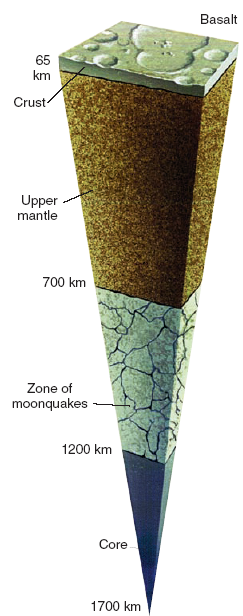 Basalt
65
km
Crust
Upper
mantle
700 km
Zone of
moonquakes
1200 km
Core
1700 km